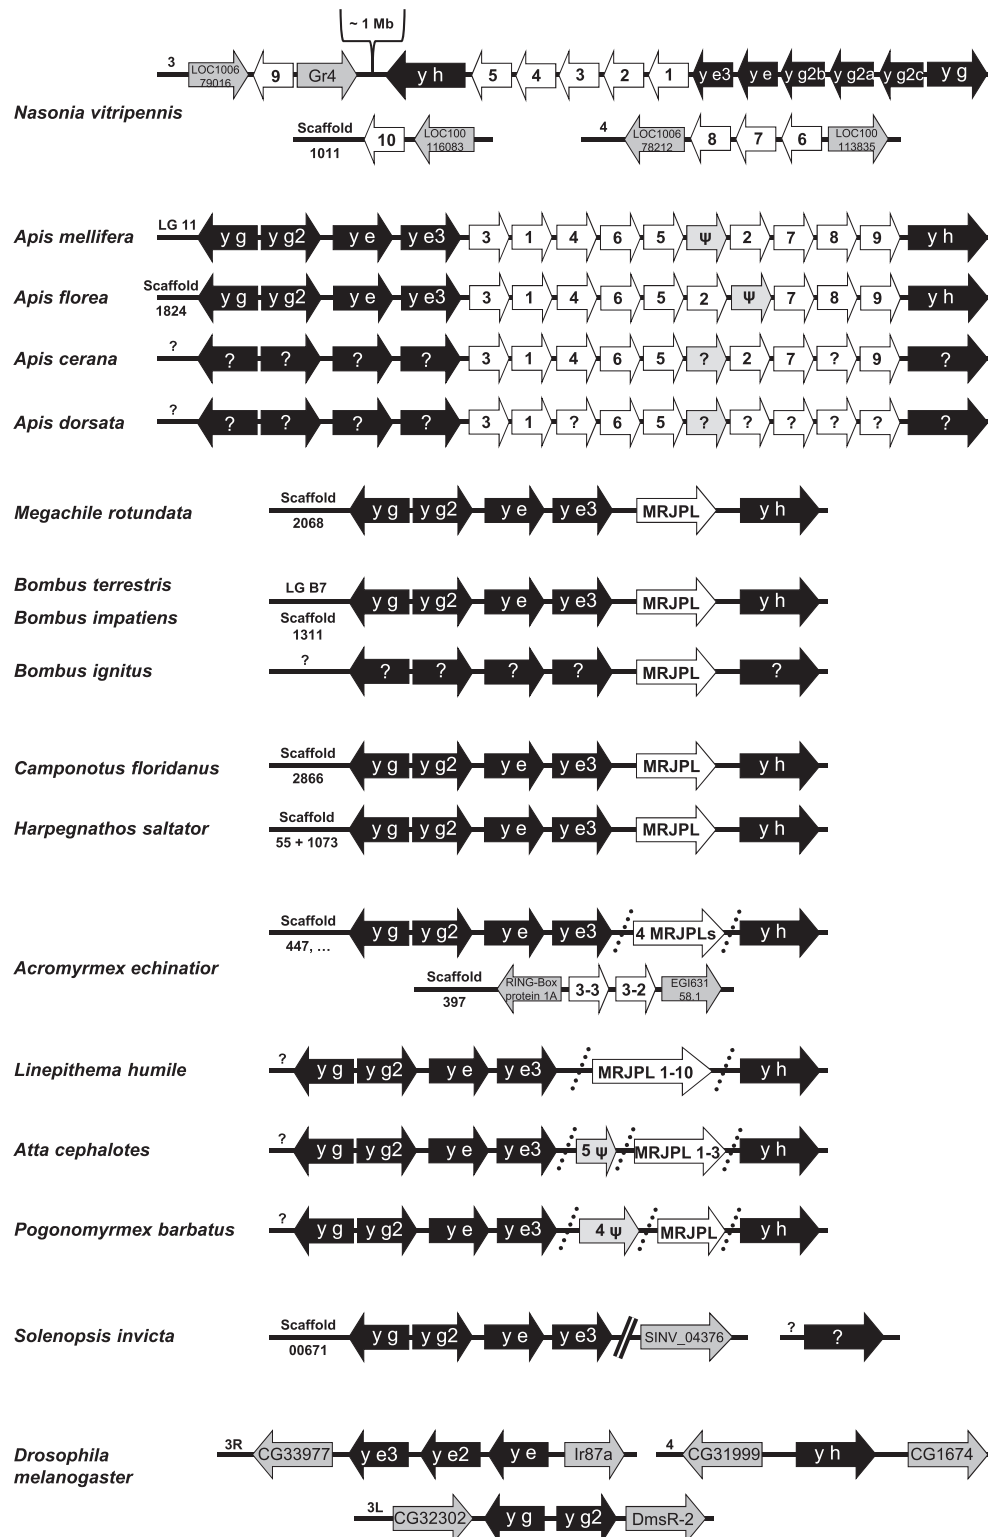 ~ 1 Mb
3 LOC1006 79016 9 Gr4 y h 5 4 3 2 1 y e3 y e y g2b y g2a y g2c y g
Nasonia vitripennis
Scaffold 1011 10 LOC100 116083
4 LOC1006 78212 8 7 6 LOC100 113835
Apis mellifera LG 11 y g y g2 y e y e3 3 1 4 6 5 ψ 2 7 8 9 y h
Apis florea Scaffold 1824 y g y g2 y e y e3 3 1 4 6 5 2 ψ 7 8 9 y h
Apis cerana ? ? ? ? ? 3 1 4 6 5 ? 2 7 ? 9 ?
Apis dorsata ? ? ? ? ? 3 1 ? 6 5 ? ? ? ? ? ?
Megachile rotundata Scaffold 2068 y g y g2 y e y e3 MRJPL y h
Bombus terrestris LG B7 y g y g2 y e y e3 MRJPL y h
Bombus impatiens Scaffold 1311
Bombus ignitus ? ? ? ? ? MRJPL ?
Camponotus floridanus Scaffold 2866 y g y g2 y e y e3 MRJPL y h
Harpegnathos saltator Scaffold 55 + 1073 y g y g2 y e y e3 MRJPL y h
Scaffold 447, ... y g y g2 y e y e3 4 MRJPLs y h
Acromyrmex echinatior
Scaffold 397 RING-Box protein 1A 3-3 3-2 EGI631 58.1
Linepithema humile ? y g y g2 y e y e3 MRJPL 1-10 y h
Atta cephalotes ? y g y g2 y e y e3 5 ψ MRJPL 1-3 y h
Pogonomyrmex barbatus ? y g y g2 y e y e3 4 ψ MRJPL y h
Solenopsis invicta Scaffold 00671 y g y g2 y e y e3 SINV_04376 ? ?
Drosophila 3R CG33977 y e3 y e2 y e Ir87a 4 CG31999 y h CG1674
melanogaster
3L CG32302 y g y g2 DmsR-2